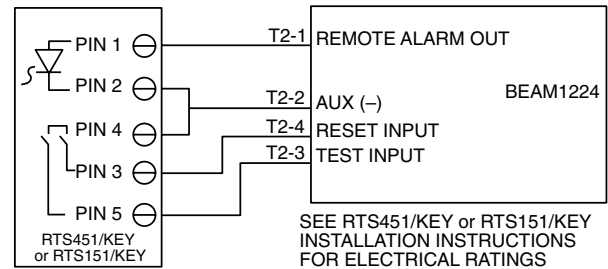 PIN 1
PIN 2
PIN 4
PIN 3
PIN 5
RTS451/KEY
or RTS151/KEY
T2-1
T2-2
T2-4
T2-3
REMOTE ALARM OUT
BEAM1224
AUX (–)
RESET INPUT
TEST INPUT
SEE RTS451/KEY or RTS151/KEY
INSTALLATION INSTRUCTIONS
FOR ELECTRICAL RATINGS